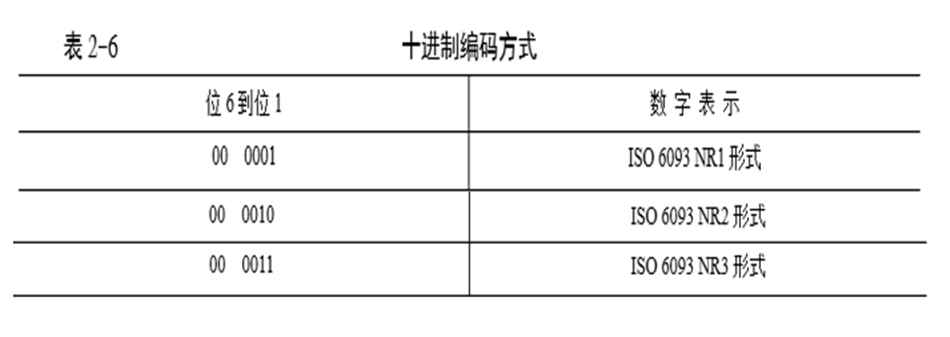 表 2-6 十进制编码方式
位 6 到位 1 数 字 表 示
00 0001 ISO 6093 NR1 形式
00 0010 ISO 6093 NR2 形式
00 0011 ISO 6093 NR3 形式